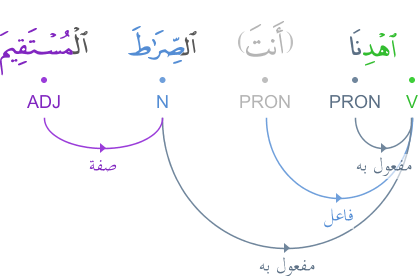 ٱهْدِنَا (أَنتَ) ٱلصِّرَٰطَ ٱلْمُسْتَقِيمَ
V PRON PRON N ADJ
صفة
مفعول به
فاعل
مفعول به